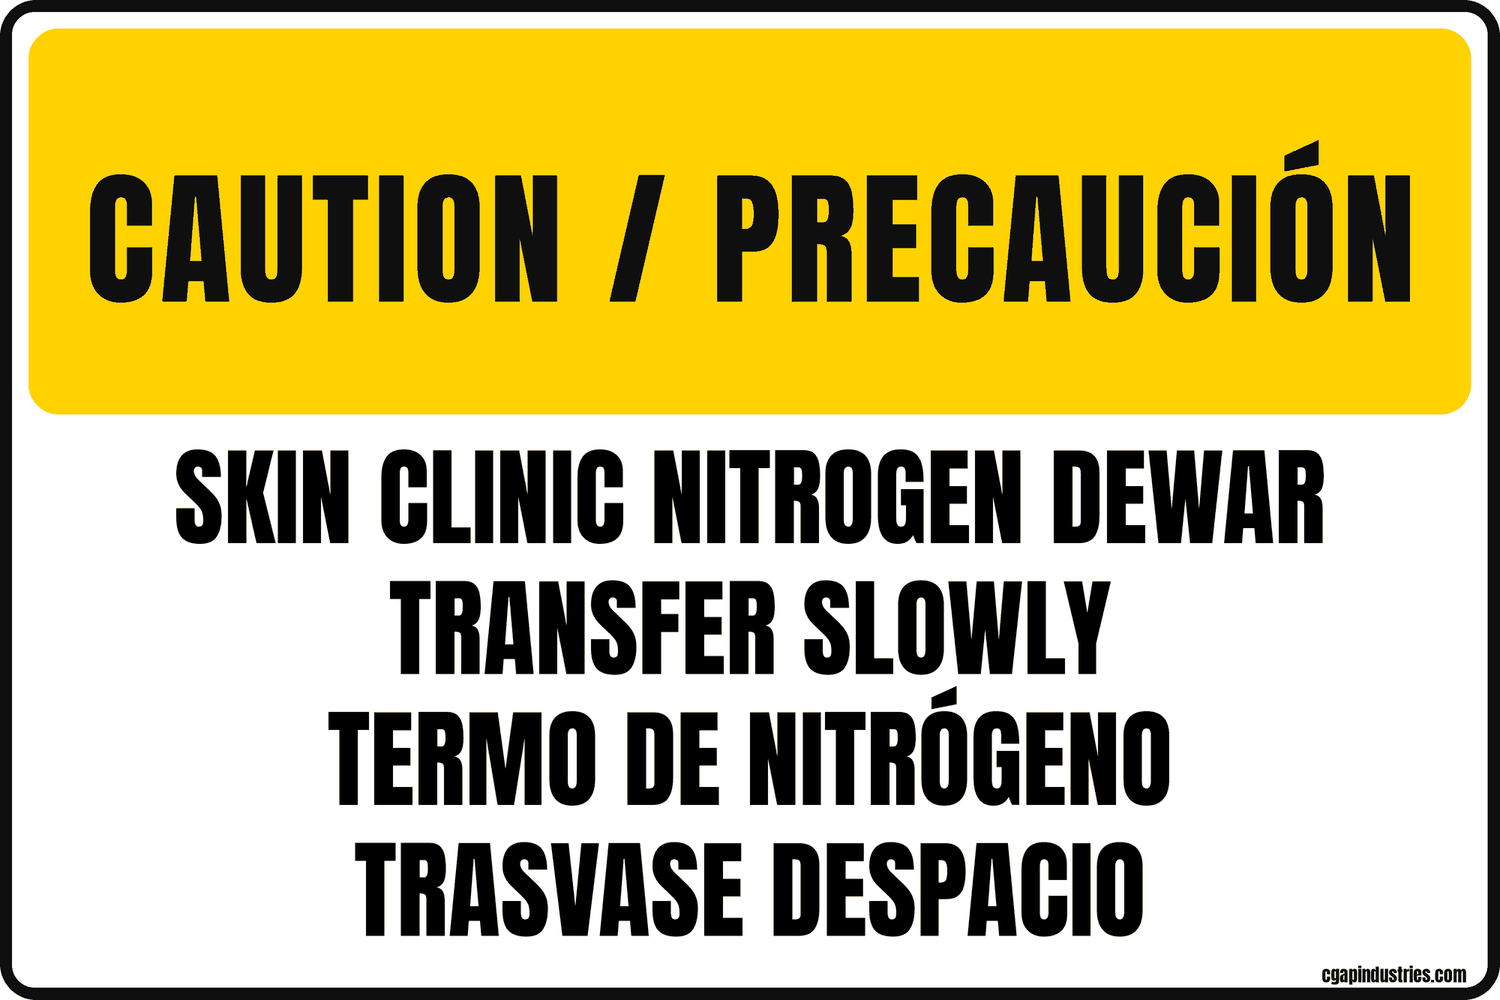 CAUTION / PRECAUCIÓN
SKIN CLINIC NITROGEN DEWAR
TRANSFER SLOWLY
TERMO DE NITRÓGENO
TRASVASE DESPACIO
cgapindustries.com